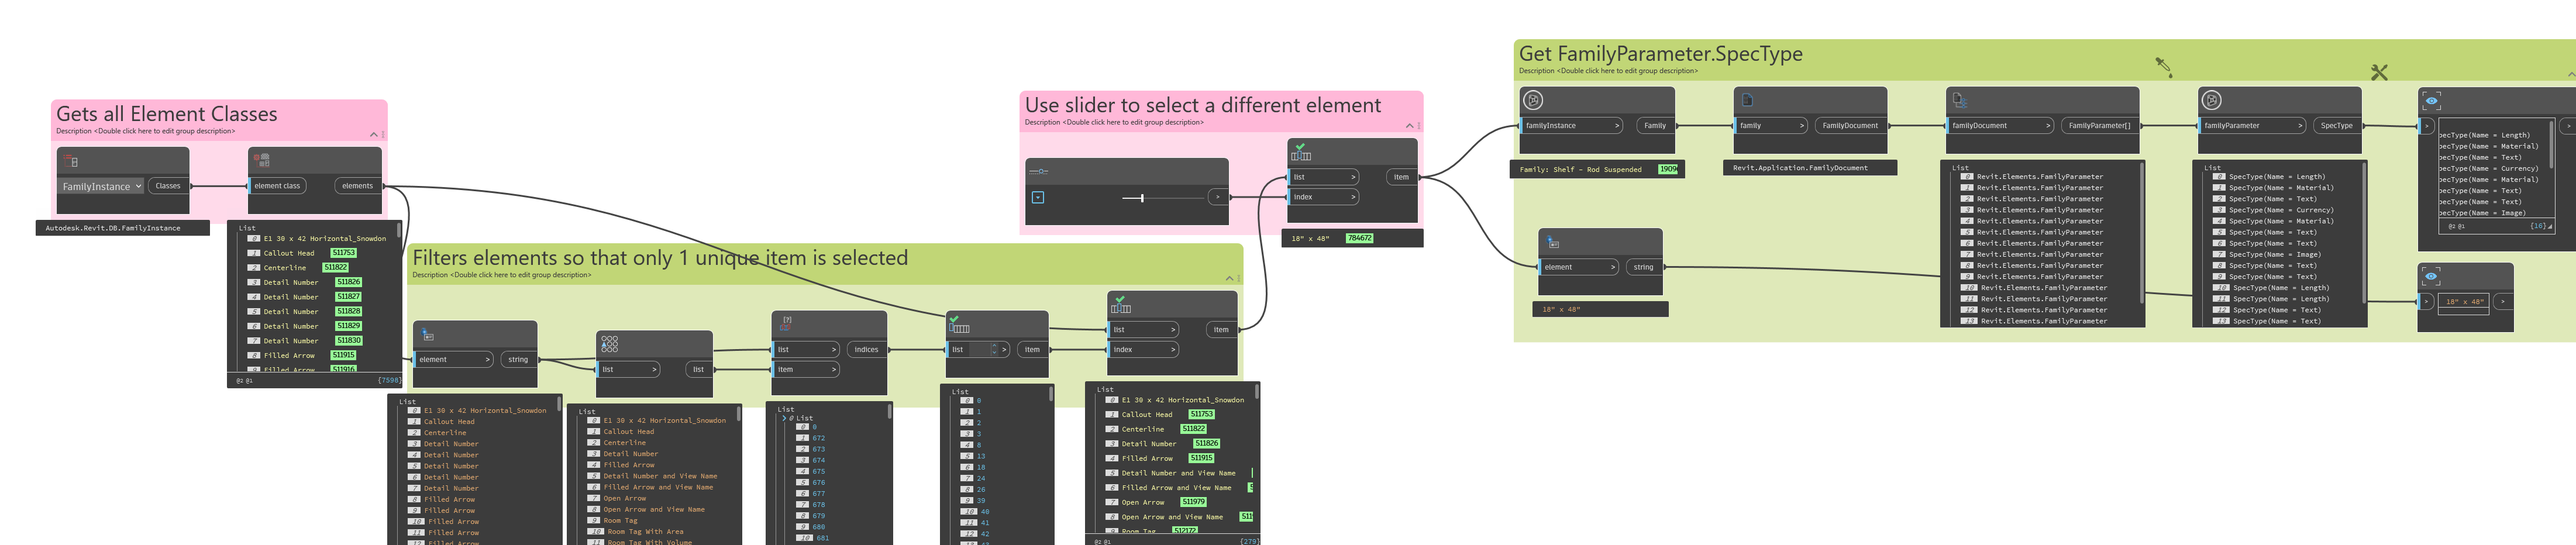 Gets all Element Classes
Description <Double click here to edit group description>
FamilyInstance
Classes
element class
elements
Autodesk.Revit.DB.FamilyInstance
List
0 E1 30 x 42 Horizontal_Snowdon
1 Callout Head 511753
2 Centerline 511822
3 Detail Number 511826
4 Detail Number 511827
5 Detail Number 511828
6 Detail Number 511829
7 Detail Number 511830
8 Filled Arrow 511915
9 Filled Arrow 511916
@2 @1 {7598}
Filters elements so that only 1 unique item is selected
Description <Double click here to edit group description>
element >
string
List
0 E1 30 x 42 Horizontal_Snowdon
1 Callout Head
2 Centerline
3 Detail Number
4 Detail Number
5 Detail Number
6 Detail Number
7 Detail Number
8 Filled Arrow
9 Filled Arrow
10 Filled Arrow
11 Filled Arrow
12 Filled Arrow
list >
list
List
0 E1 30 x 42 Horizontal_Snowdon
1 Callout Head
2 Centerline
3 Detail Number
4 Filled Arrow
5 Detail Number and View Name
6 Filled Arrow and View Name
7 Open Arrow
8 Open Arrow and View Name
9 Room Tag
10 Room Tag With Area
11 Room Tag With Volume
list >
item >
indices
List
0 List
0 0
1 672
2 673
3 674
4 675
5 676
6 677
7 678
8 679
9 680
10 681
list >
item
List
0 0
1 1
2 2
3 3
4 8
5 13
6 18
7 24
8 26
9 39
10 40
11 41
12 42
list >
index >
item
List
0 E1 30 x 42 Horizontal_Snowdon
1 Callout Head 511753
2 Centerline 511822
3 Detail Number 511826
4 Filled Arrow 511915
5 Detail Number and View Name
6 Filled Arrow and View Name
7 Open Arrow 511979
8 Open Arrow and View Name 511
9 Room Tag 512172
@2 @1 {279}
Use slider to select a different element
Description <Double click here to edit group description>
>
list >
index >
item
18" x 48" 784672
Get FamilyParameter.SpecType
Description <Double click here to edit group description>
familyInstance >
Family
Family: Shelf - Rod Suspended 1909
family >
FamilyDocument
Revit.Application.FamilyDocument
familyDocument >
FamilyParameter[]
List
0 Revit.Elements.FamilyParameter
1 Revit.Elements.FamilyParameter
2 Revit.Elements.FamilyParameter
3 Revit.Elements.FamilyParameter
4 Revit.Elements.FamilyParameter
5 Revit.Elements.FamilyParameter
6 Revit.Elements.FamilyParameter
7 Revit.Elements.FamilyParameter
8 Revit.Elements.FamilyParameter
9 Revit.Elements.FamilyParameter
10 Revit.Elements.FamilyParameter
11 Revit.Elements.FamilyParameter
12 Revit.Elements.FamilyParameter
13 Revit.Elements.FamilyParameter
familyParameter >
SpecType
List
0 SpecType(Name = Length)
1 SpecType(Name = Material)
2 SpecType(Name = Text)
3 SpecType(Name = Currency)
4 SpecType(Name = Material)
5 SpecType(Name = Text)
6 SpecType(Name = Text)
7 SpecType(Name = Image)
8 SpecType(Name = Text)
9 SpecType(Name = Text)
10 SpecType(Name = Length)
11 SpecType(Name = Length)
12 SpecType(Name = Text)
13 SpecType(Name = Text)
>
pecType(Name = Length)
pecType(Name = Material)
pecType(Name = Text)
pecType(Name = Currency)
pecType(Name = Material)
pecType(Name = Text)
pecType(Name = Text)
pecType(Name = Image)
@2 @1 {16}
>
element >
string
18" x 48"
>
18" x 48"
>